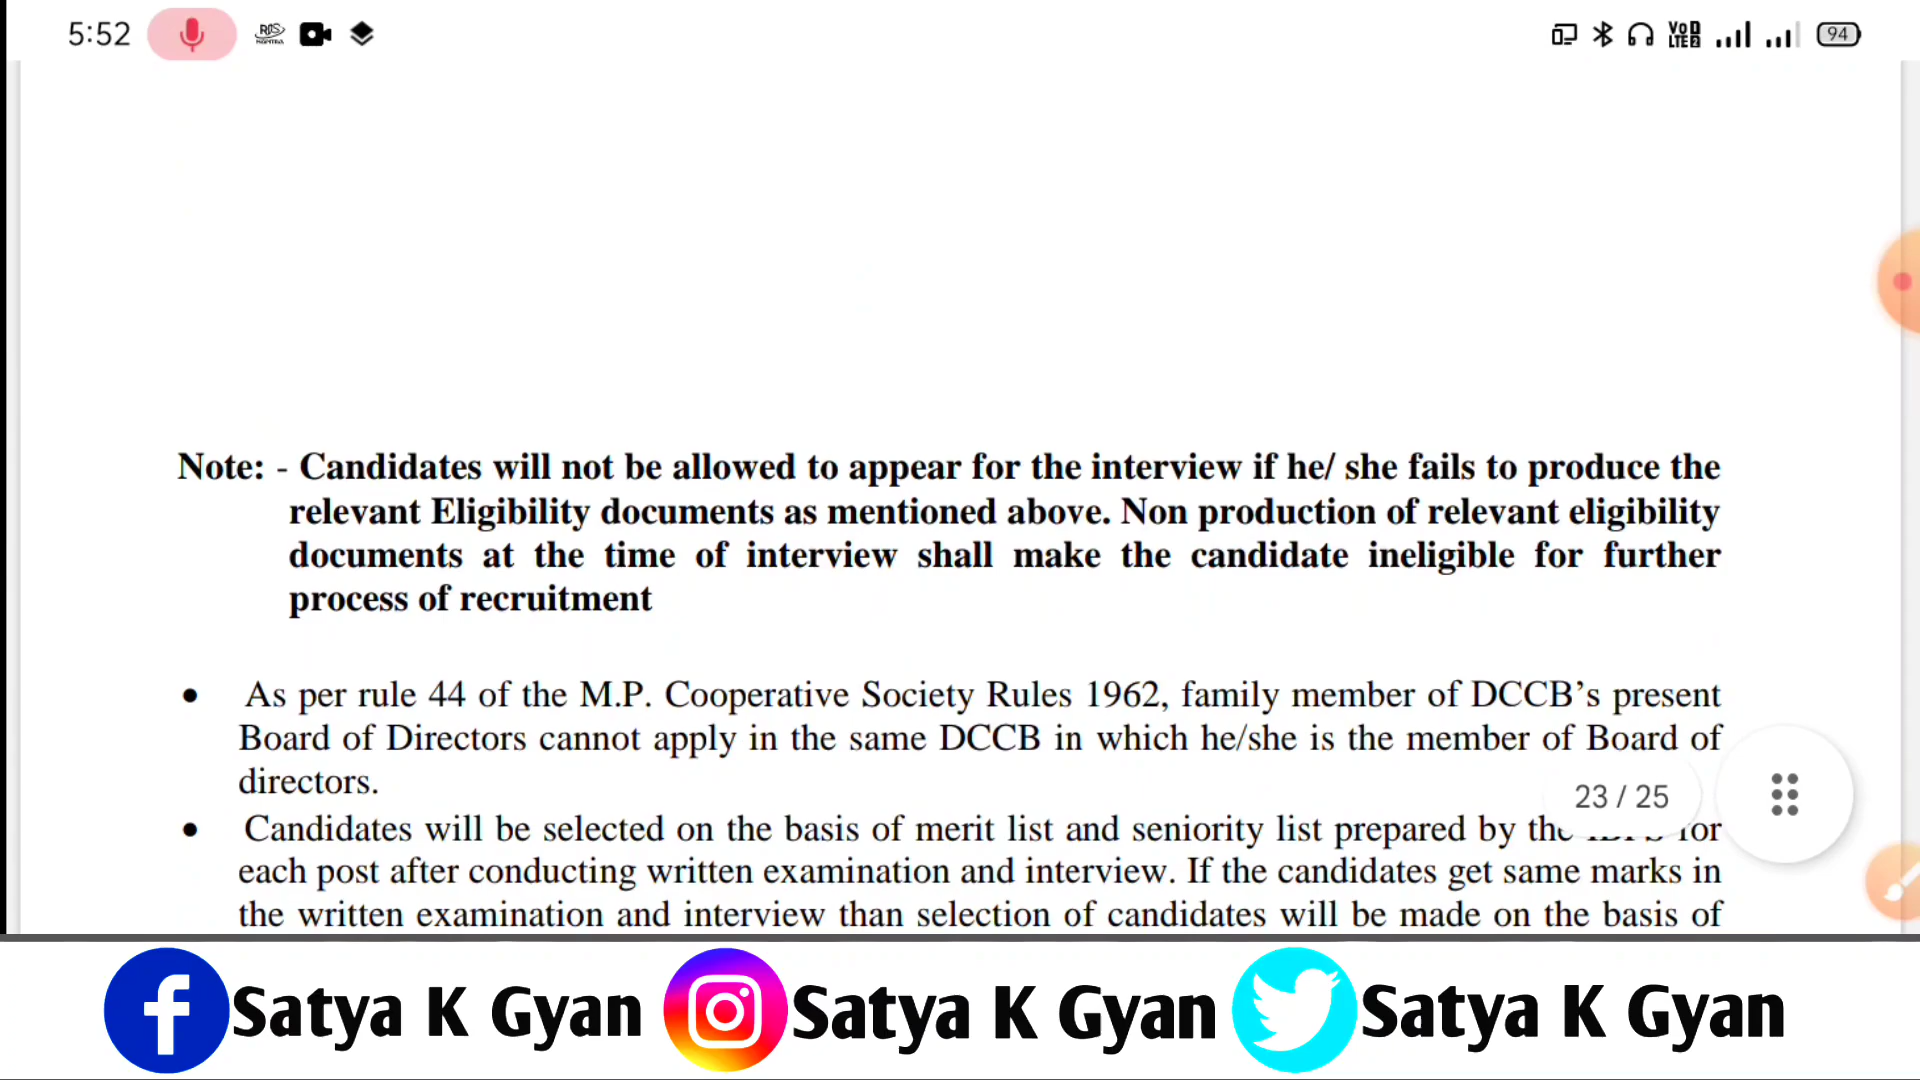 5:52
VoD LTE2 94
Note: - Candidates will not be allowed to appear for the interview if he/ she fails to produce the
relevant Eligibility documents as mentioned above. Non production of relevant eligibility
documents at the time of interview shall make the candidate ineligible for further
process of recruitment
● As per rule 44 of the M.P. Cooperative Society Rules 1962, family member of DCCB’s present
Board of Directors cannot apply in the same DCCB in which he/she is the member of Board of
directors.
23 / 25
● Candidates will be selected on the basis of merit list and seniority list prepared by the for
each post after conducting written examination and interview. If the candidates get same marks in
the written examination and interview than selection of candidates will be made on the basis of
Satya K Gyan Satya K Gyan Satya K Gyan